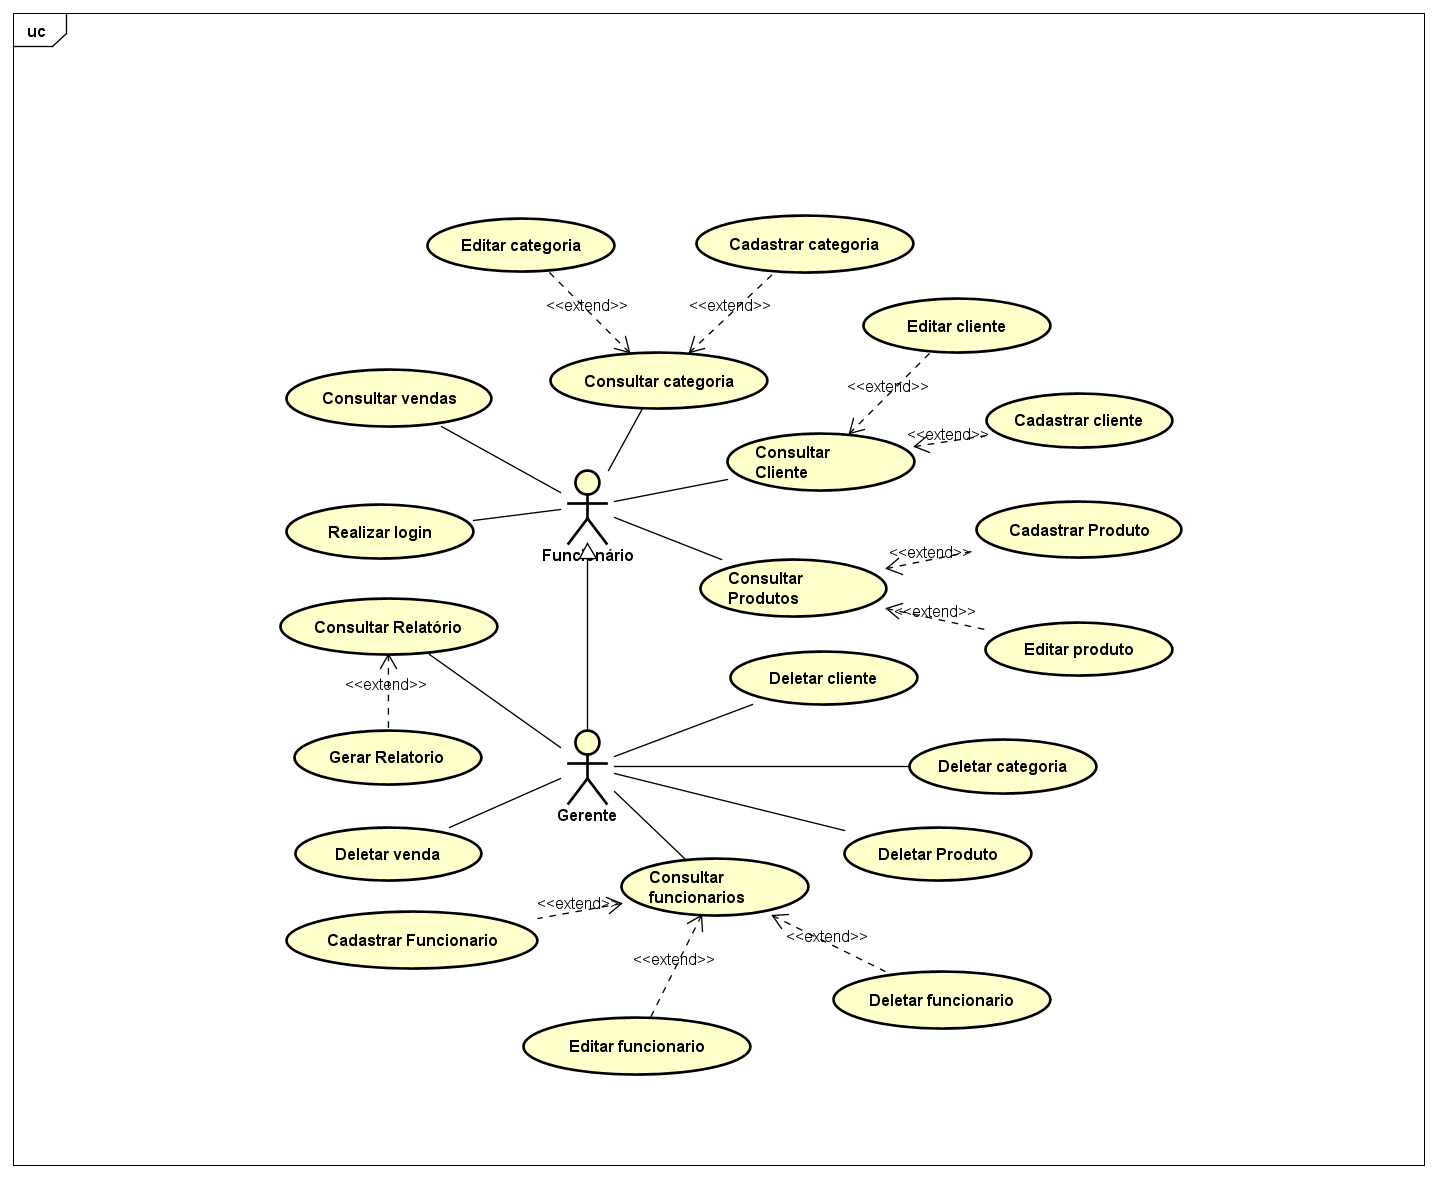 uc
Editar categoria
Cadastrar categoria
<<extend>>
<<extend>>
Editar cliente
Consultar categoria
Consultar vendas
<<extend>>
Cadastrar cliente
<<extend>>
Consultar
Cliente
Realizar login
Funcionário
Cadastrar Produto
<<extend>>
Consultar
Produtos
<<extend>>
Editar produto
Consultar Relatório
<<extend>>
Deletar cliente
Gerar Relatorio
Deletar categoria
Gerente
Deletar venda
Deletar Produto
Consultar
funcionarios
<<extend>>
Cadastrar Funcionario
<<extend>>
<<extend>>
Deletar funcionario
Editar funcionario